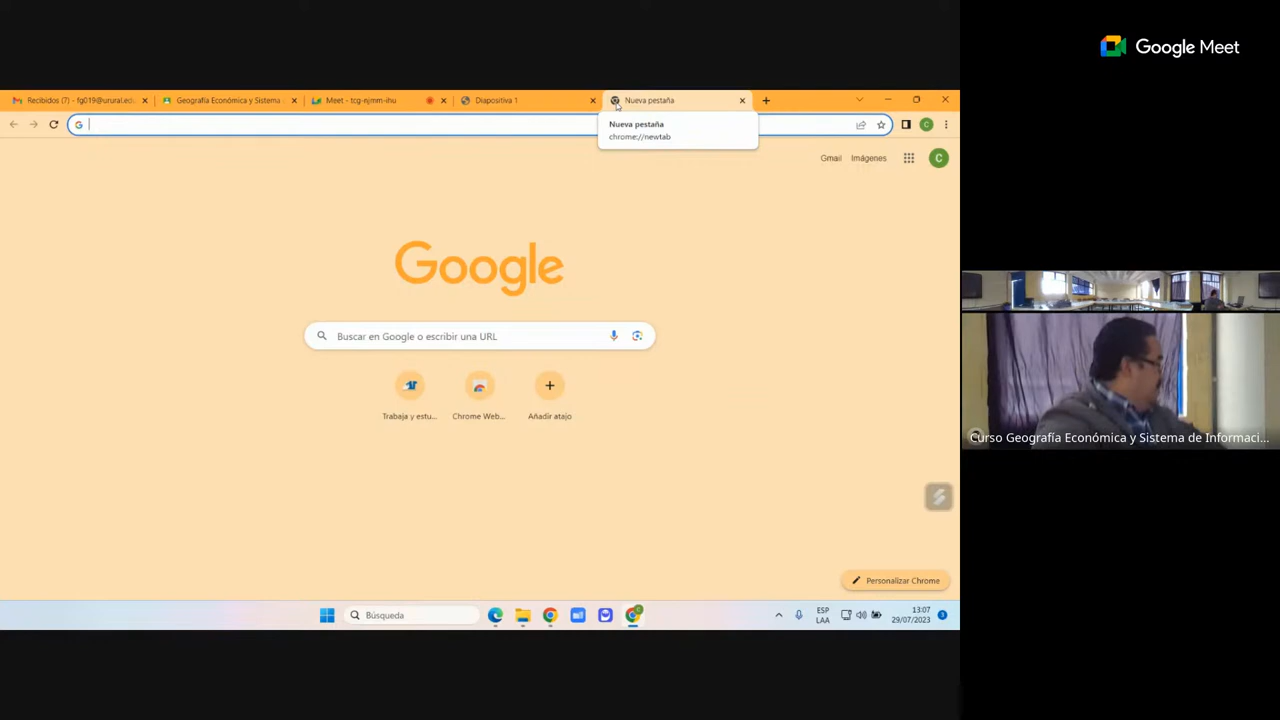 Google Meet
Recibidos (7) - fg019@urural.ed.
Geografía Económica y Sistema
Meet - tcg-njmm-ihu
Diapositiva 1
Nueva pestaña
Nueva pestaña
chrome://newtab
Gmail
Imágenes
C
Google
Buscar en Google o escribir una URL
Trabaja y estu...
Chrome Web...
Añadir atajo
Curso Geografía Económica y Sistema de Informaci...
Personalizar Chrome
Búsqueda
ESP
LAA
13:07
29/07/2023